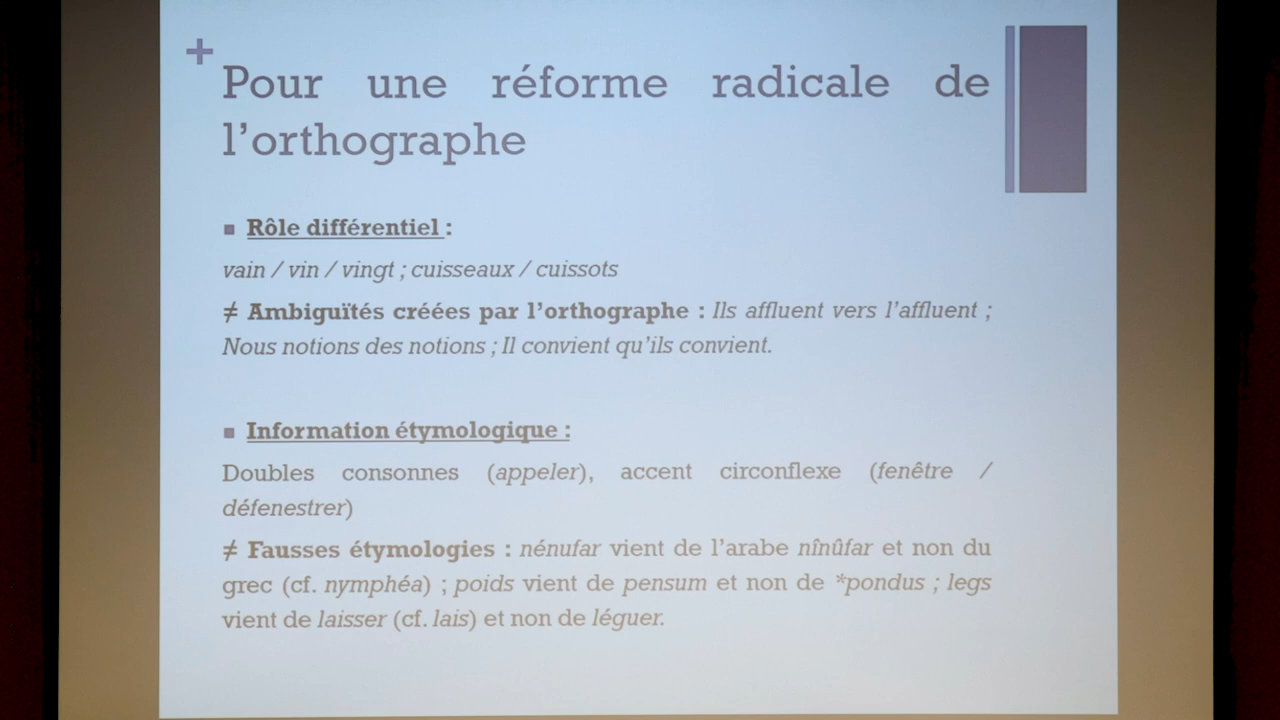 Pour une réforme radicale de
l'orthographe
Rôle différentiel :
vain / vin / vingt ; cuisseaux / cuissots
≠ Ambiguïtés créées par l'orthographe : Ils affluent vers l'affluent ;
Nous notions des notions ; Il convient qu'ils convient.
Information étymologique :
Doubles consonnes (appeler), accent circonflexe (fenêtre /
défenestrer)
≠ Fausses étymologies : nénufar vient de l'arabe nînûfar et non du
grec (cf. nymphéa) ; poids vient de pensum et non de *pondus ; legs
vient de laisser (cf. lais) et non de léguer.